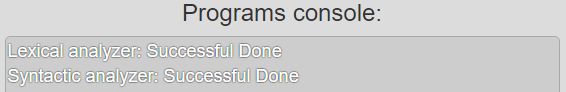 Programs console:
Lexical analyzer: Successful Done
Syntactic analyzer: Successful Done